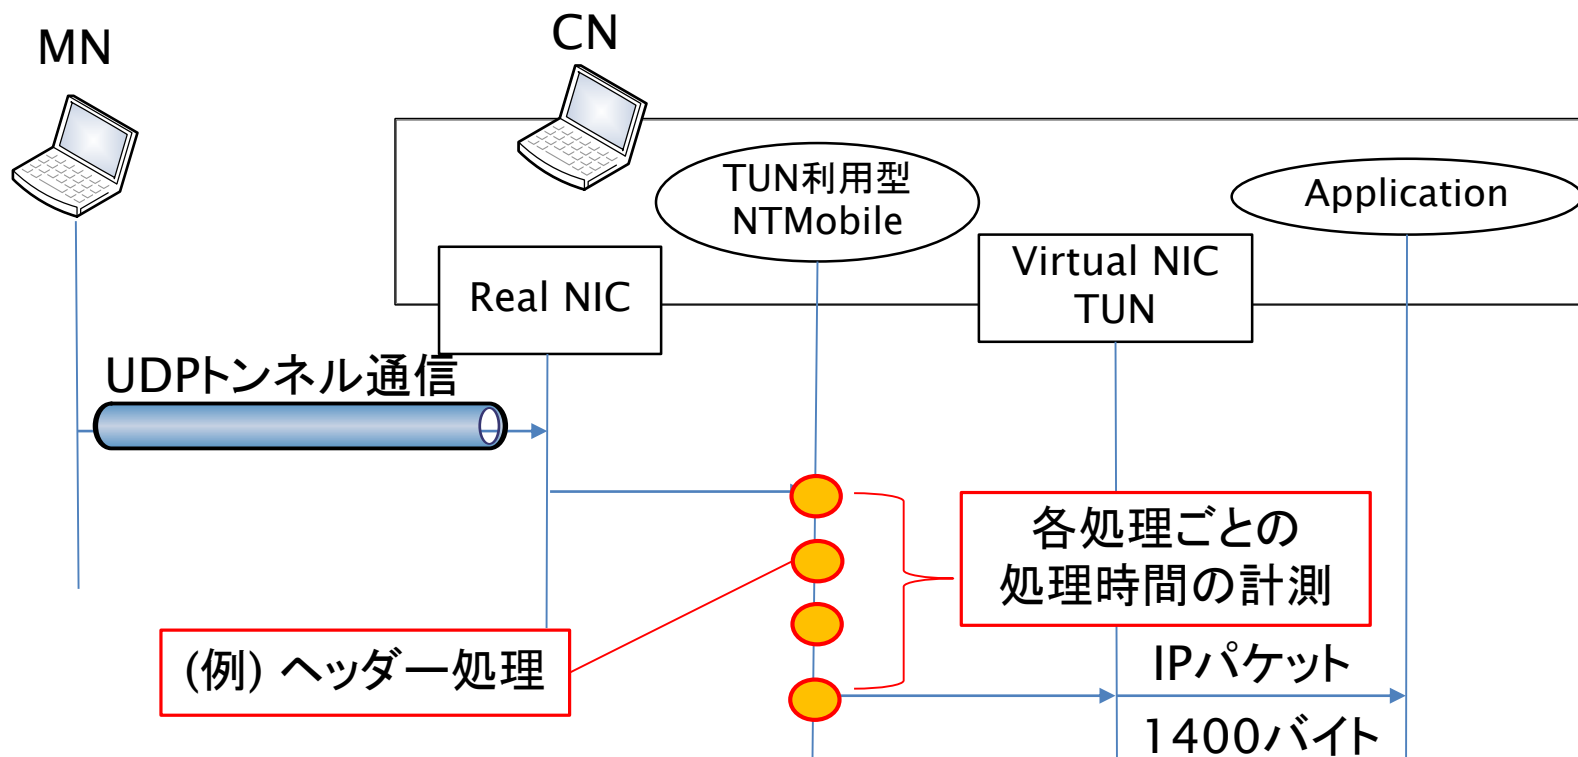 MN
CN
TUN利用型
NTMobile
Application
Virtual NIC
TUN
Real NIC
UDPトンネル通信
各処理ごとの
処理時間の計測
(例) ヘッダー処理
IPパケット
1400バイト